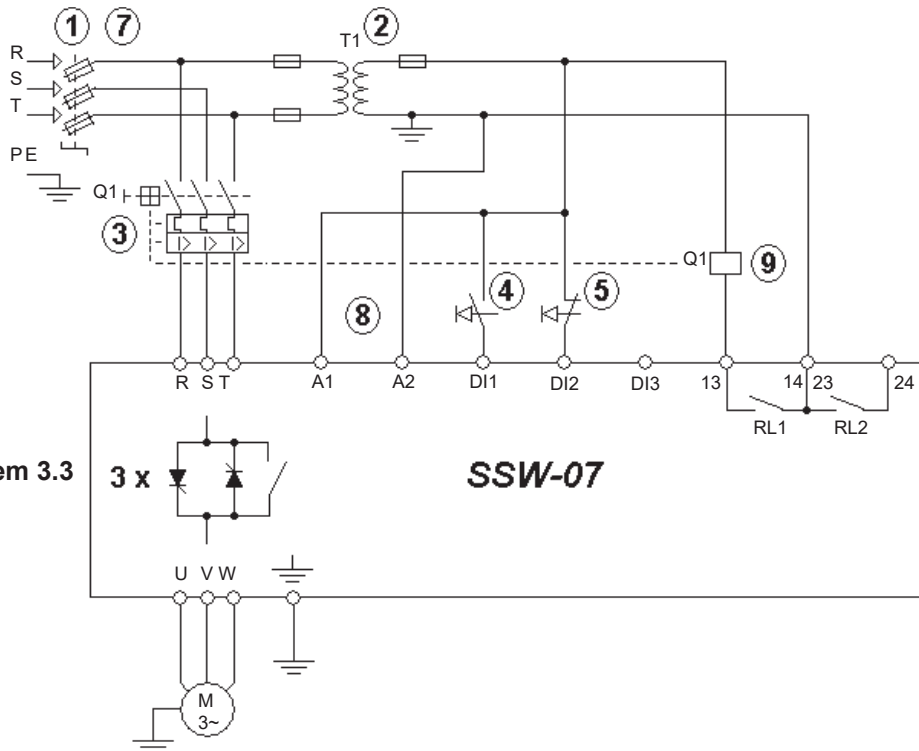 1 7 T1 2
R
S
T
PE
Q1
3
Q1 9
4 5
8
R S T A1 A2 DI1 DI2 DI3 13 14 23 24
RL1 RL2
em 3.3 3 x SSW-07
U V W
M
3~